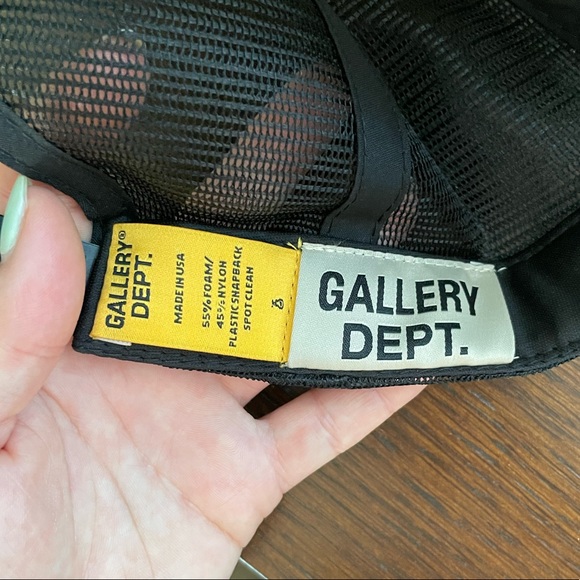 GALLERY®
DEPT.
MADE IN USA
55% FOAM/
45% NYLON
PLASTIC SNAPBACK
SPOT CLEAN
GALLERY
DEPT.